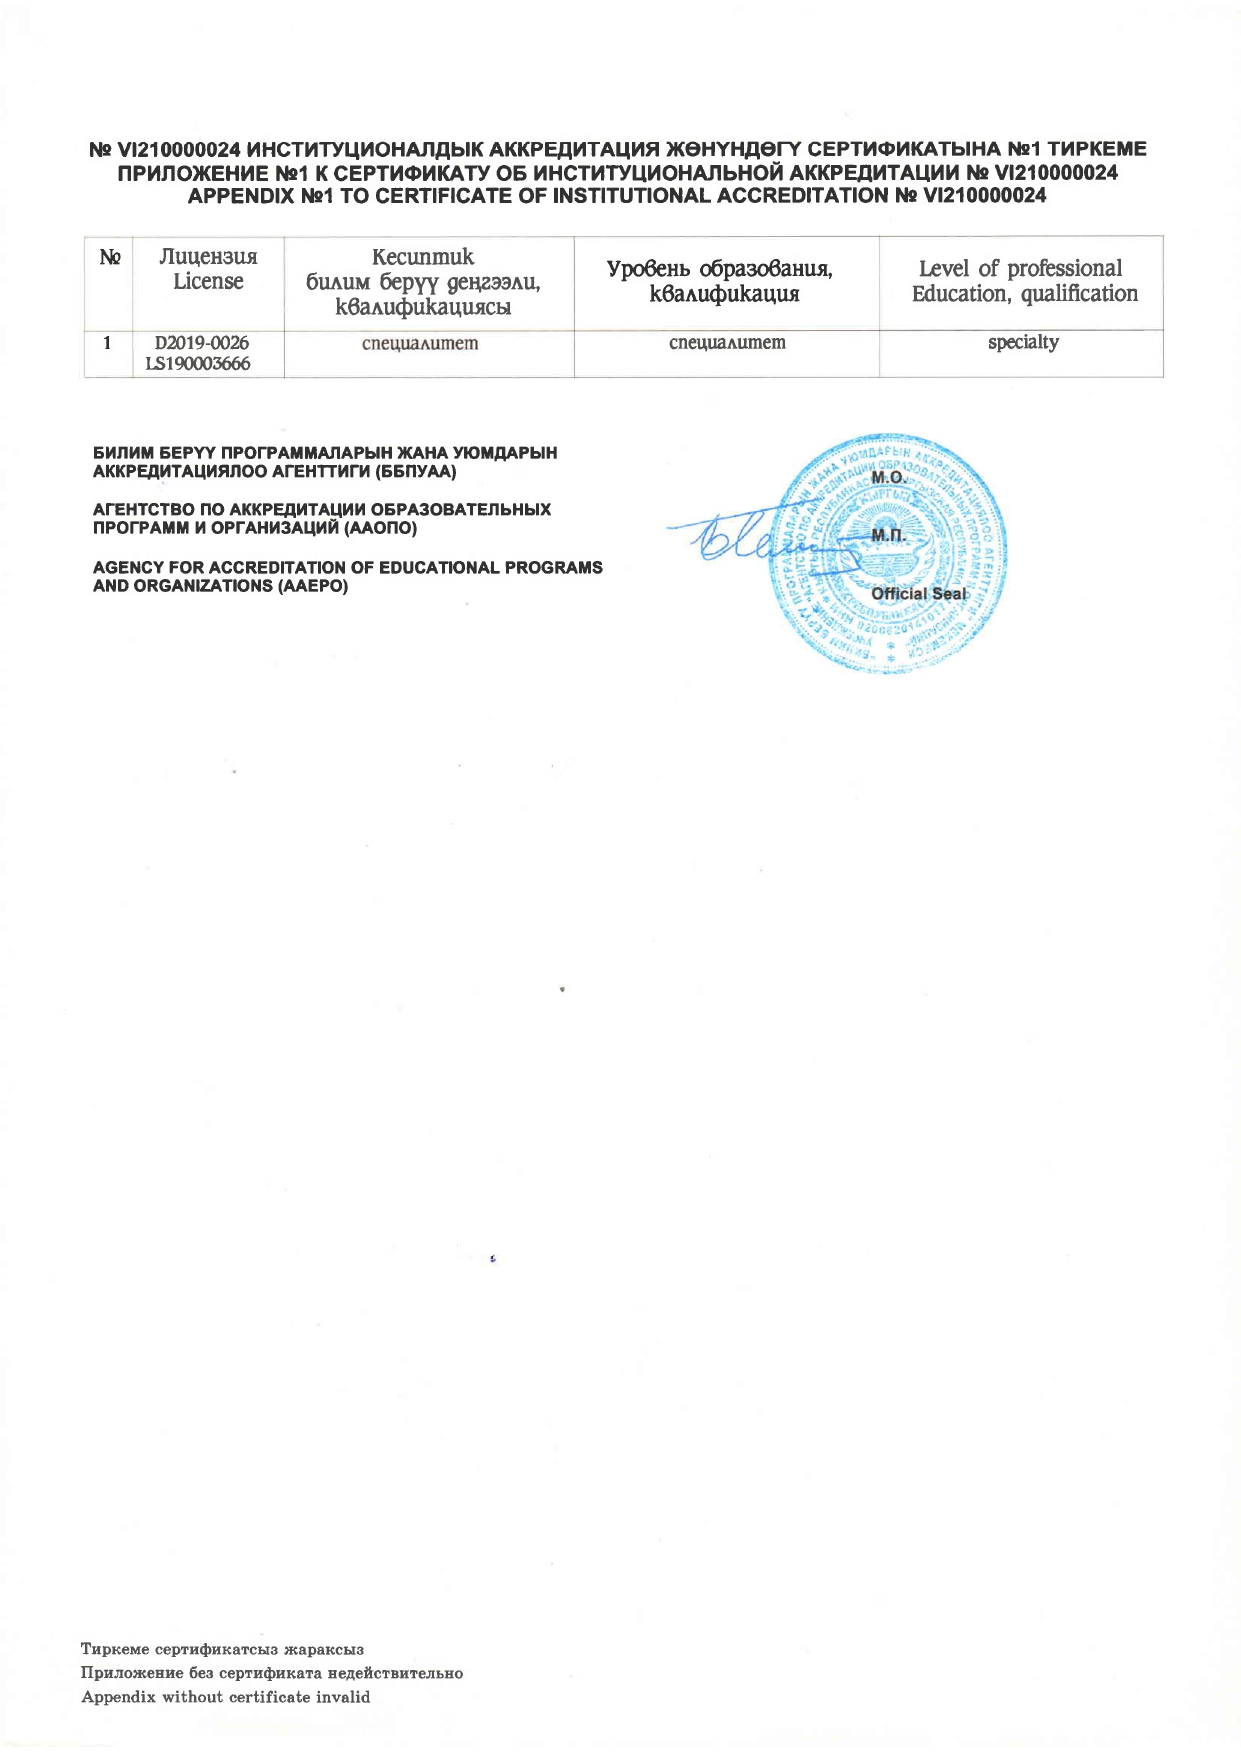 № VI210000024 ИНСТИТУЦИОНАЛДЫК АККРЕДИТАЦИЯ ЖӨНҮНДӨГҮ СЕРТИФИКАТЫНА №1 ТИРКЕМЕ
ПРИЛОЖЕНИЕ №1 К СЕРТИФИКАТУ ОБ ИНСТИТУЦИОНАЛЬНОЙ АККРЕДИТАЦИИ № VI210000024
APPENDIX №1 TO CERTIFICATE OF INSTITUTIONAL ACCREDITATION № VI210000024
№
Лицензия
License
Кесиптик
билим берүү деңгээли,
квалификациясы
Уровень образования,
квалификация
Level of professional
Education, qualification
1
D2019-0026
LS190003666
специалитет
специалитет
specialty
БИЛИМ БЕРҮҮ ПРОГРАММАЛАРЫН ЖАНА УЮМДАРЫН
АККРЕДИТАЦИЯЛОО АГЕНТТИГИ (ББПУАА)
АГЕНТСТВО ПО АККРЕДИТАЦИИ ОБРАЗОВАТЕЛЬНЫХ
ПРОГРАММ И ОРГАНИЗАЦИЙ (ААОПО)
AGENCY FOR ACCREDITATION OF EDUCATIONAL PROGRAMS
AND ORGANIZATIONS (AAEPO)
М.О.
М.П.
Official Seal
Тиркеме сертификатсыз жараксыз
Приложение без сертификата недействительно
Appendix without certificate invalid